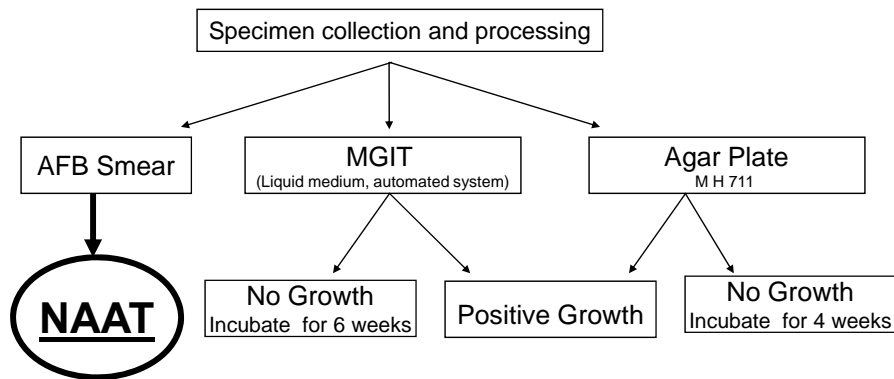 Specimen collection and processing
AFB Smear
MGIT
(Liquid medium, automated system)
Agar Plate
M H 711
NAAT
No Growth
Incubate for 6 weeks
Positive Growth
No Growth
Incubate for 4 weeks